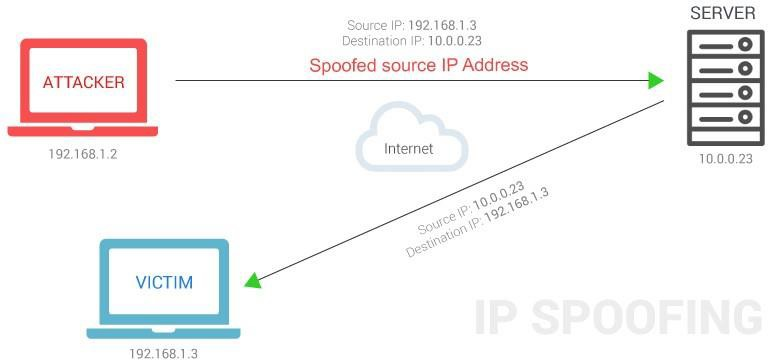 SERVER
Source IP: 192.168.1.3
Destination IP: 10.0.0.23
Spoofed source IP Address
ATTACKER
192.168.1.2
Internet
10.0.0.23
Source IP: 10.0.0.23
Destination IP: 192.168.1.3
VICTIM
192.168.1.3
IP SPOOFING